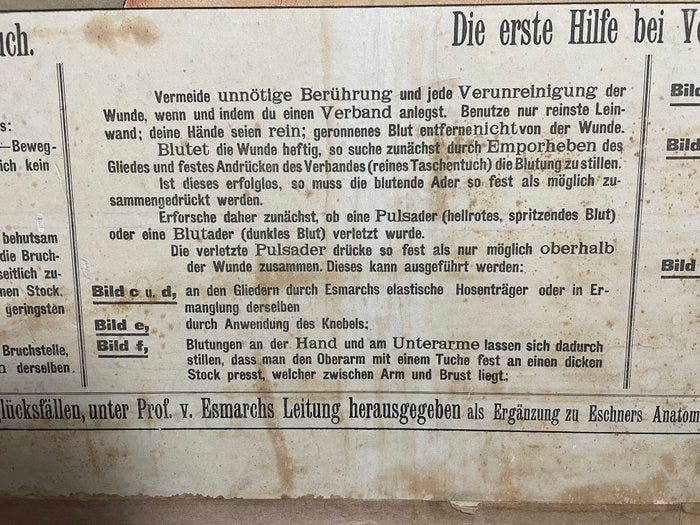 uch.
Die erste Hilfe bei Ve
s:
Beweg-
ich kein
behutsam
die Bruch-
seitlich zu-
nen Stock.
geringsten
Bruchstelle,
n derselben.
Vermeide unnötige Berührung und jede Verunreinigung der
Wunde, wenn und indem du einen Verband anlegst. Benutze nur reinste Lein-
wand; deine Hände seien rein; geronnenes Blut entferne nicht von der Wunde.
Blutet die Wunde heftig, so suche zunächst durch Emporheben des
Gliedes und festes Andrücken des Verbandes (reines Taschentuch) die Blutung zu stillen.
Ist dieses erfolglos, so muss die blutende Ader so fest als möglich zu-
sammengedrückt werden.
Erforsche daher zunächst, ob eine Pulsader (hellrotes, spritzendes Blut)
oder eine Blutader (dunkles Blut) verletzt wurde.
Die verletzte Pulsader drücke so fest als nur möglich oberhalb
der Wunde zusammen. Dieses kann ausgeführt werden:
Bild c u. d, an den Gliedern durch Esmarchs elastische Hosenträger oder in Er-
manglung derselben
Bild e, durch Anwendung des Knebels;
Bild f, Blutungen an der Hand und am Unterarme lassen sich dadurch
stillen, dass man den Oberarm mit einem Tuche fest an einen dicken
Stock presst, welcher zwischen Arm und Brust liegt;
Bild
Bild
Bild
glücksfällen, unter Prof. v. Esmarchs Leitung herausgegeben als Ergänzung zu Eschners Anatom